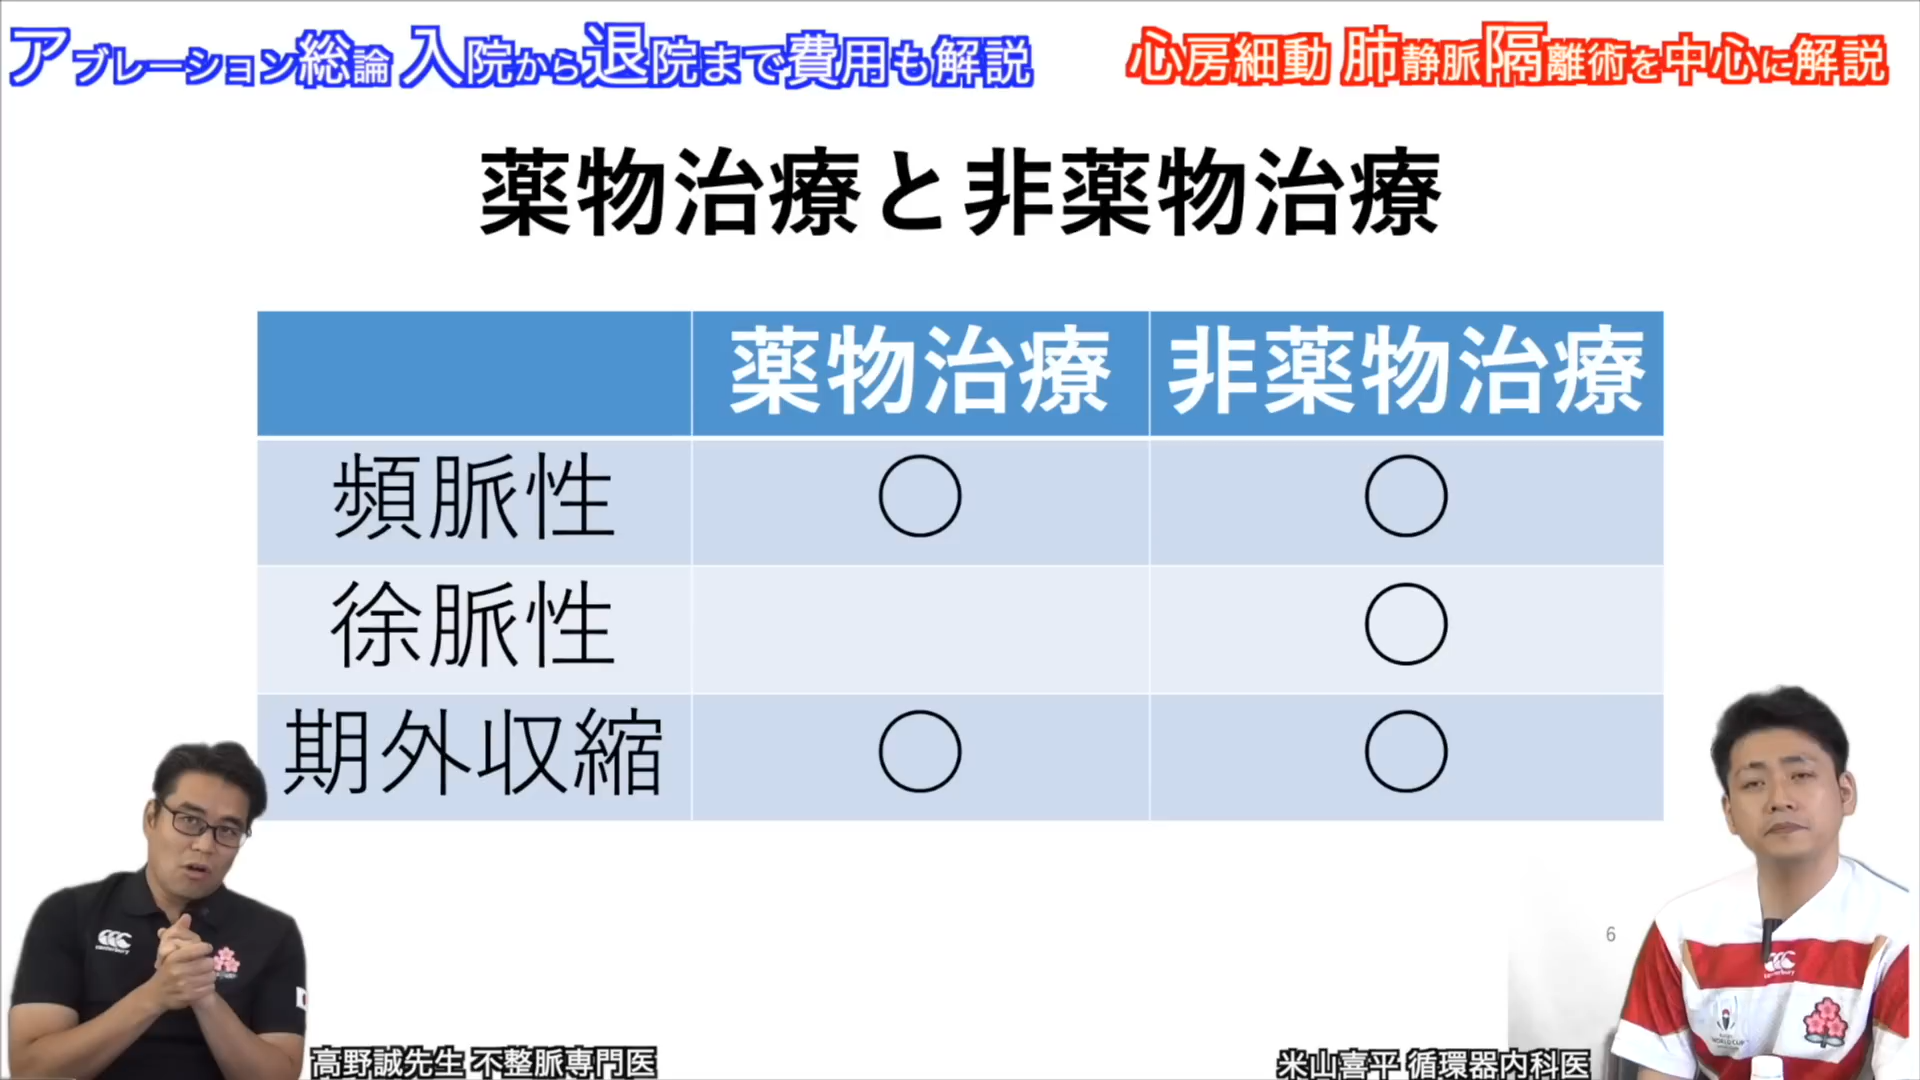 アブレーション総論 入院から退院まで費用も解説
心房細動 肺静脈隔離術を中心に解説
薬物治療と非薬物治療
薬物治療 非薬物治療
頻脈性 ○ ○
徐脈性 ○
期外収縮 ○ ○
6
canterbury
canterbury
高野誠先生 不整脈専門医
米山喜平 循環器内科医